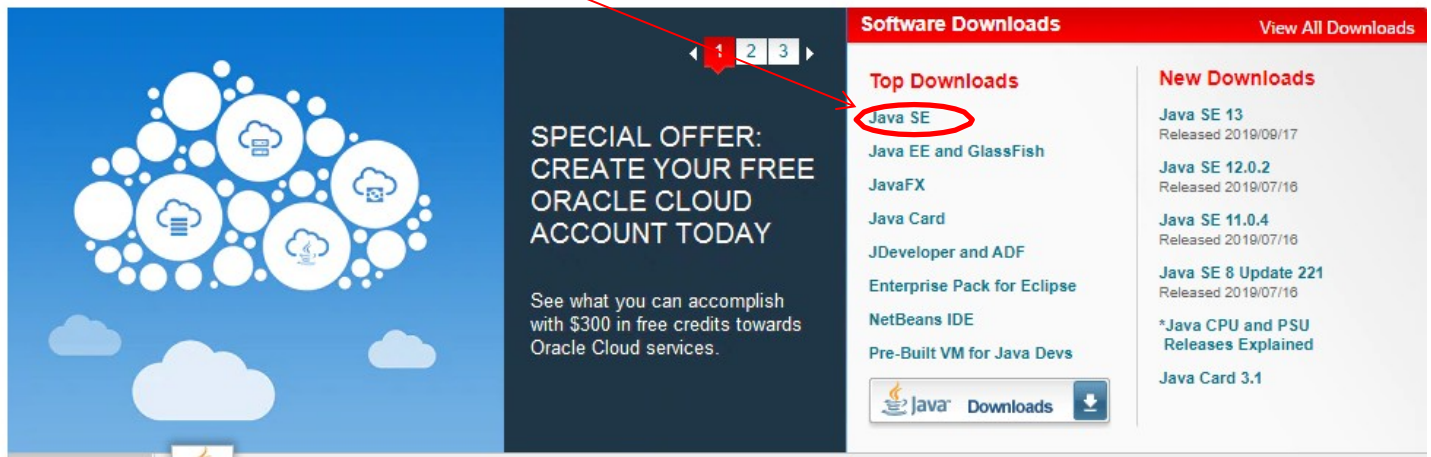 1 2 3
SPECIAL OFFER:
CREATE YOUR FREE
ORACLE CLOUD
ACCOUNT TODAY
See what you can accomplish
with $300 in free credits towards
Oracle Cloud services.
Software Downloads
View All Downloads
Top Downloads
Java SE
Java EE and GlassFish
JavaFX
Java Card
JDeveloper and ADF
Enterprise Pack for Eclipse
NetBeans IDE
Pre-Built VM for Java Devs
Java Downloads
New Downloads
Java SE 13
Released 2019/09/17
Java SE 12.0.2
Released 2019/07/16
Java SE 11.0.4
Released 2019/07/16
Java SE 8 Update 221
Released 2019/07/16
*Java CPU and PSU
Releases Explained
Java Card 3.1